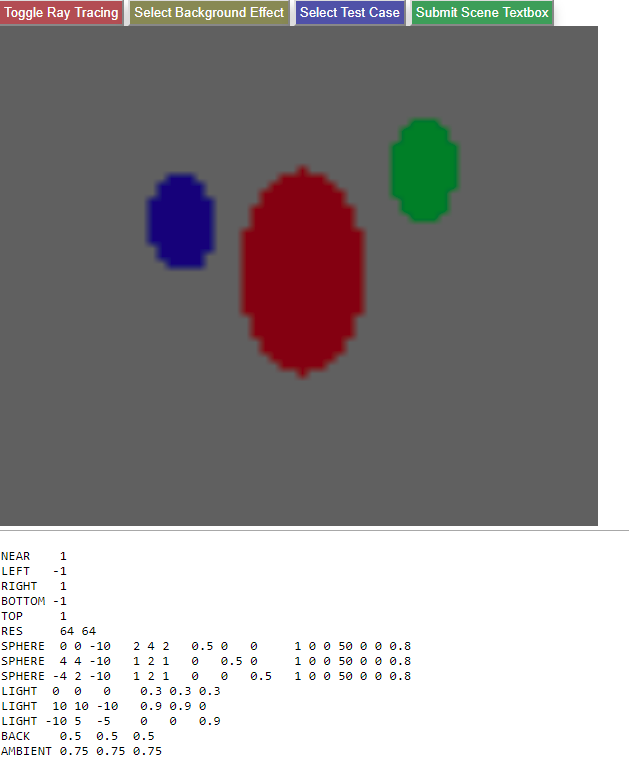 Toggle Ray Tracing Select Background Effect Select Test Case Submit Scene Textbox
NEAR 1
LEFT -1
RIGHT 1
BOTTOM -1
TOP 1
RES 64 64
SPHERE 0 0 -10 2 4 2 0.5 0 0 1 0 0 50 0 0 0.8
SPHERE 4 4 -10 1 2 1 0 0.5 0 1 0 0 50 0 0 0.8
SPHERE -4 2 -10 1 2 1 0 0 0.5 1 0 0 50 0 0 0.8
LIGHT 0 0 0 0.3 0.3 0.3
LIGHT 10 10 -10 0.9 0.9 0
LIGHT -10 5 -5 0 0 0.9
BACK 0.5 0.5 0.5
AMBIENT 0.75 0.75 0.75